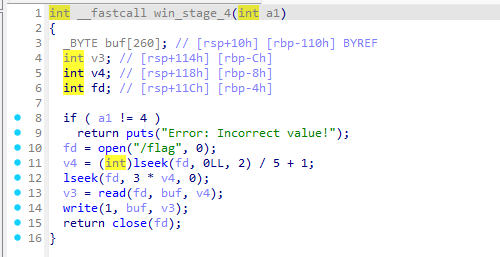 1 int __fastcall win_stage_4(int a1)
2 {
3 _BYTE buf[260]; // [rsp+10h] [rbp-110h] BYREF
4 int v3; // [rsp+114h] [rbp-Ch]
5 int v4; // [rsp+118h] [rbp-8h]
6 int fd; // [rsp+11Ch] [rbp-4h]
7
8 if ( a1 != 4 )
9 return puts("Error: Incorrect value!");
10 fd = open("/flag", 0);
11 v4 = (int)lseek(fd, 0LL, 2) / 5 + 1;
12 lseek(fd, 3 * v4, 0);
13 v3 = read(fd, buf, v4);
14 write(1, buf, v3);
15 return close(fd);
16 }